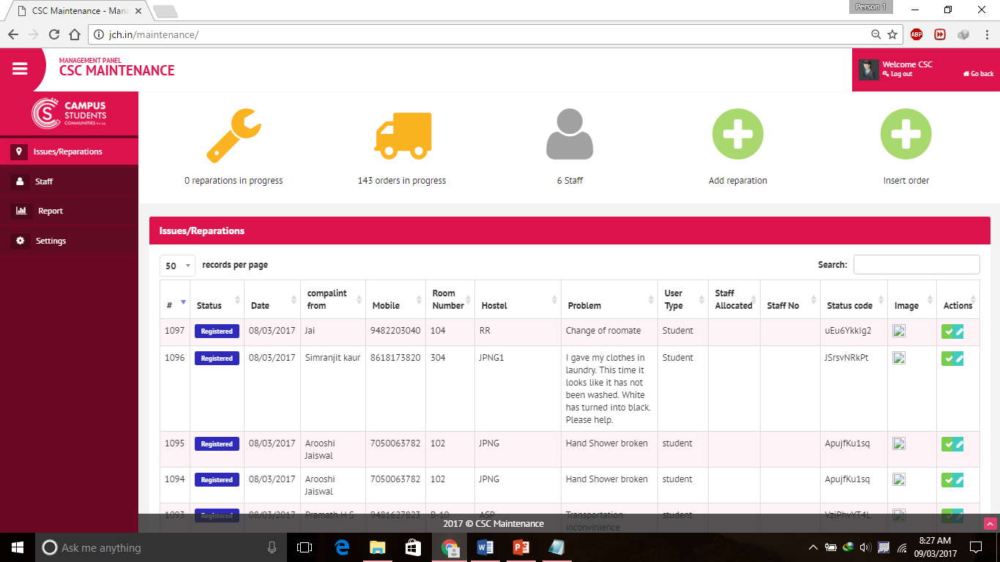 Person 1
CSC Maintenance - Mana
jch.in/maintenance/
ABP
MANAGEMENT PANEL
CSC MAINTENANCE
Welcome CSC
Log out
Go back
CAMPUS
STUDENTS
COMMUNITIES Pvt. Ltd.
Issues/Reparations
Staff
Report
Settings
0 reparations in progress
143 orders in progress
6 Staff
Add reparation
Insert order
Issues/Reparations
50 records per page
Search:
# Status Date compalint from Mobile Room Number Hostel Problem User Type Staff Allocated Staff No Status code Image Actions
1097 Registered 08/03/2017 Jai 9482203040 104 RR Change of roomate Student uEu6YkkIg2
1096 Registered 08/03/2017 Simranjit kaur 8618173820 304 JPNG1 I gave my clothes in Student JSrsvNRkPt
laundry. This time it
looks like it has not
been washed. White
has turned into black.
Please help.
1095 Registered 08/03/2017 Arooshi 7050063782 102 JPNG Hand Shower broken student ApujfKu1sq
Jaiswal
1094 Registered 08/03/2017 Arooshi 7050063782 102 JPNG Hand Shower broken student ApujfKu1sq
Jaiswal
1093 Registered 08/03/2017 Pramath H S 9481627823 B-10 ASP Transportation student VziPhvYT4L
inconvinience
2017 © CSC Maintenance
Ask me anything
8:27 AM
09/03/2017